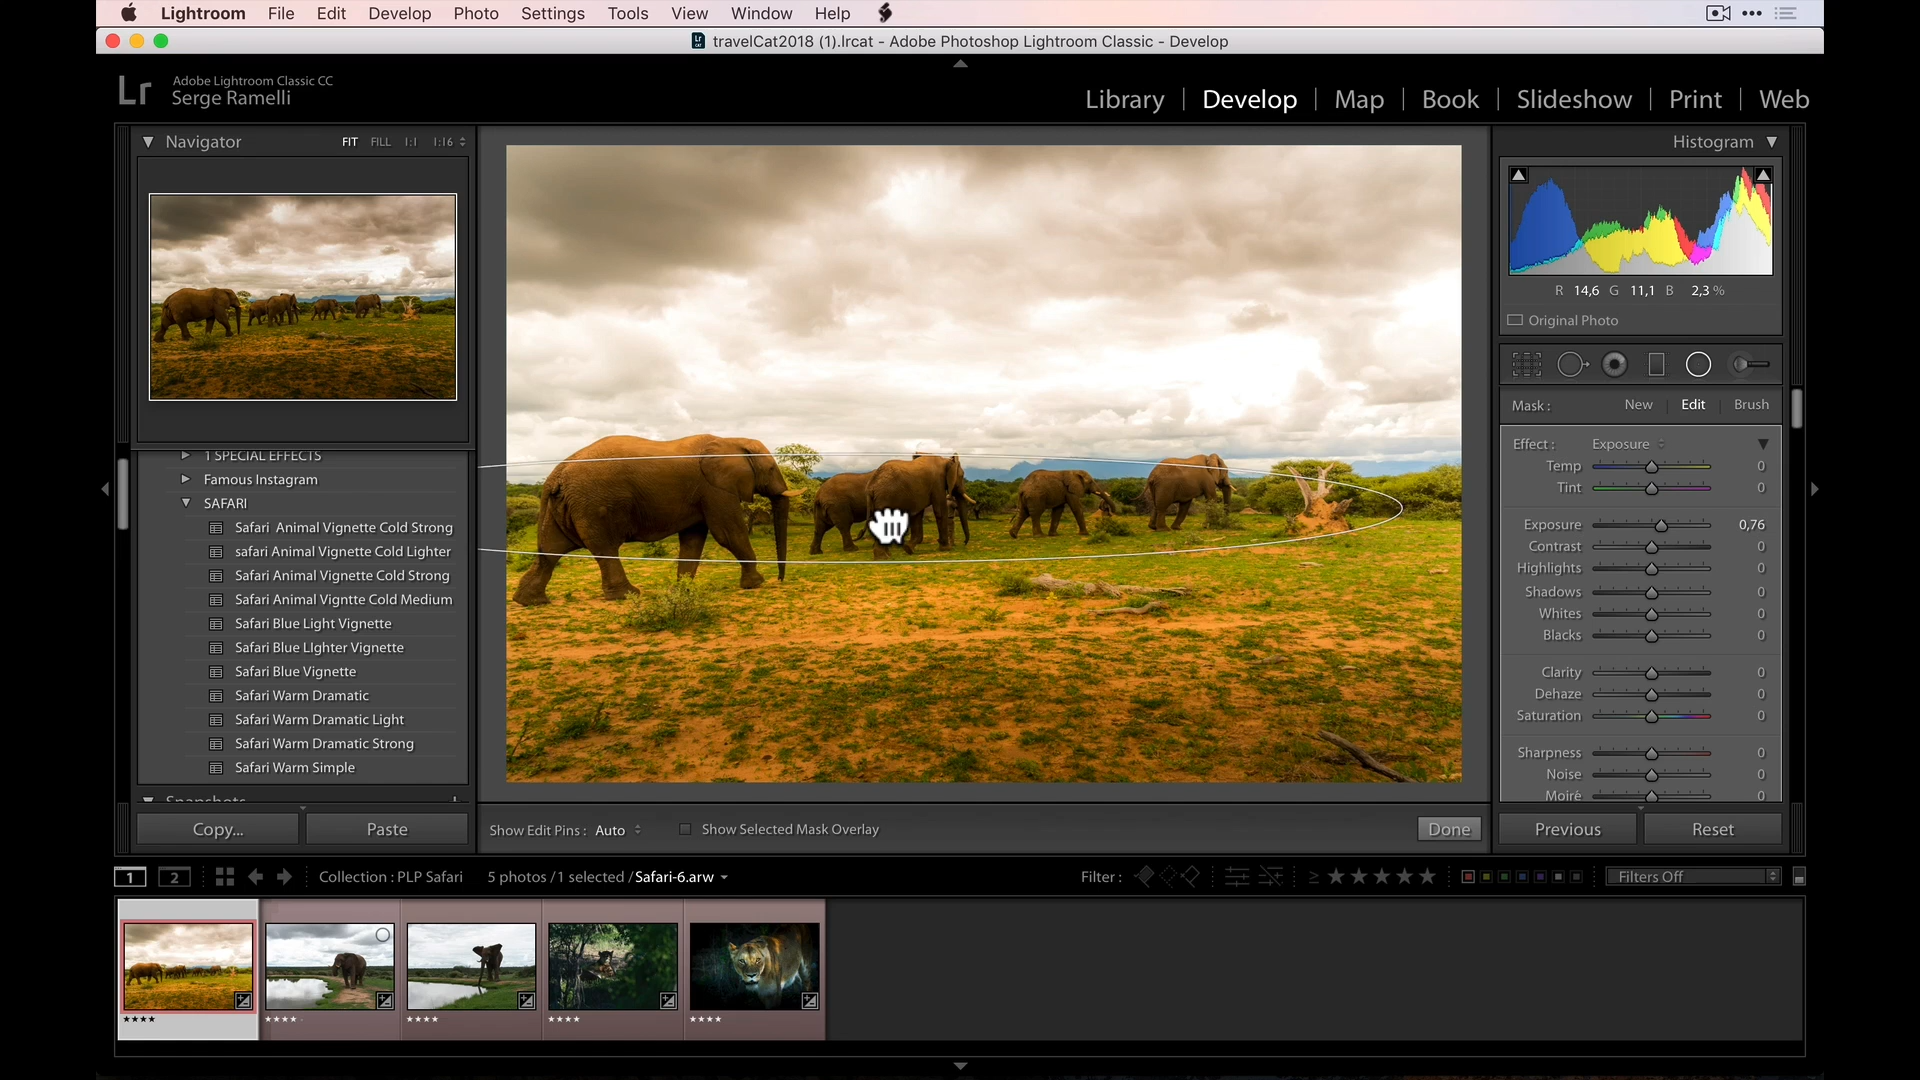 Lightroom File Edit Develop Photo Settings Tools View Window Help
travelCat2018 (1).lrcat - Adobe Photoshop Lightroom Classic - Develop
Lr
Adobe Lightroom Classic CC
Serge Ramelli
Library | Develop | Map | Book | Slideshow | Print | Web
Navigator FIT FILL 1:1 1:16
Histogram
R 14,6 G 11,1 B 2,3 %
Original Photo
Mask : New | Edit | Brush
Effect : Exposure
Temp 0
Tint 0
Exposure 0,76
Contrast 0
Highlights 0
Shadows 0
Whites 0
Blacks 0
Clarity 0
Dehaze 0
Saturation 0
Sharpness 0
Noise 0
Moiré 0
1 SPECIAL EFFECTS
Famous Instagram
SAFARI
Safari  Animal Vignette Cold Strong
safari Animal Vignette Cold Lighter
Safari Animal Vignette Cold Strong
Safari Animal Vigntte Cold Medium
Safari Blue Light Vignette
Safari Blue LIghter Vignette
Safari Blue Vignette
Safari Warm Dramatic
Safari Warm Dramatic Light
Safari Warm Dramatic Strong
Safari Warm Simple
Snapshots
Copy... Paste
Show Edit Pins : Auto Show Selected Mask Overlay Done
Previous Reset
1 2 Collection : PLP Safari 5 photos /1 selected /Safari-6.arw Filter : Filters Off